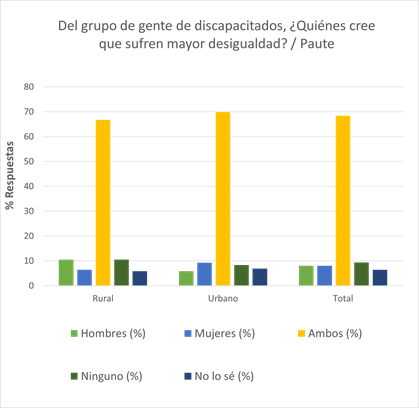 Del grupo de gente de discapacitados, ¿Quiénes cree
que sufren mayor desigualdad? / Paute
80
70
60
50
40
30
20
10
0
% Respuestas
Rural Urbano Total
Hombres (%) Mujeres (%) Ambos (%)
Ninguno (%) No lo sé (%)